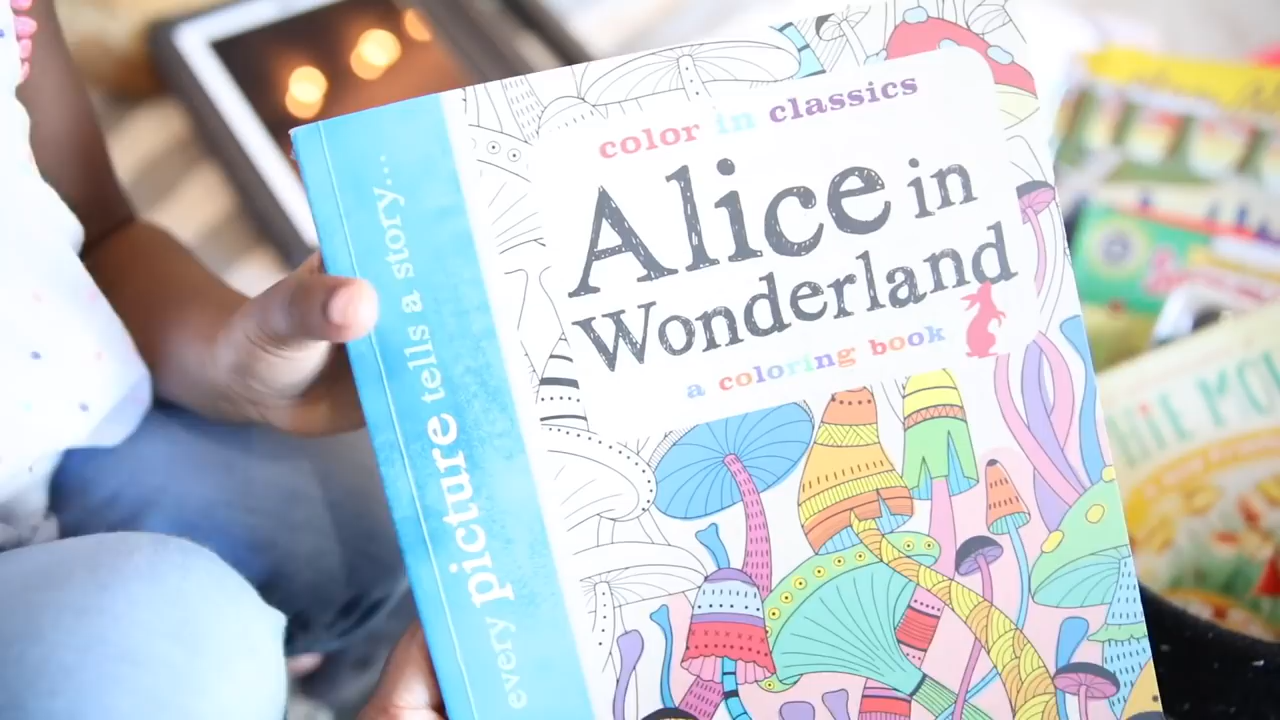 color in classics
Alice in
Wonderland
a coloring book
every picture tells a story...